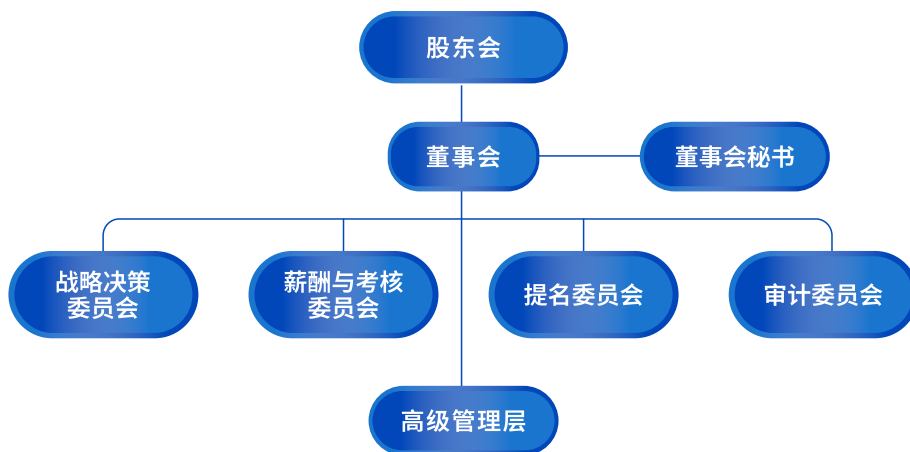 股东会
董事会
董事会秘书
战略决策
委员会
薪酬与考核
委员会
提名委员会
审计委员会
高级管理层